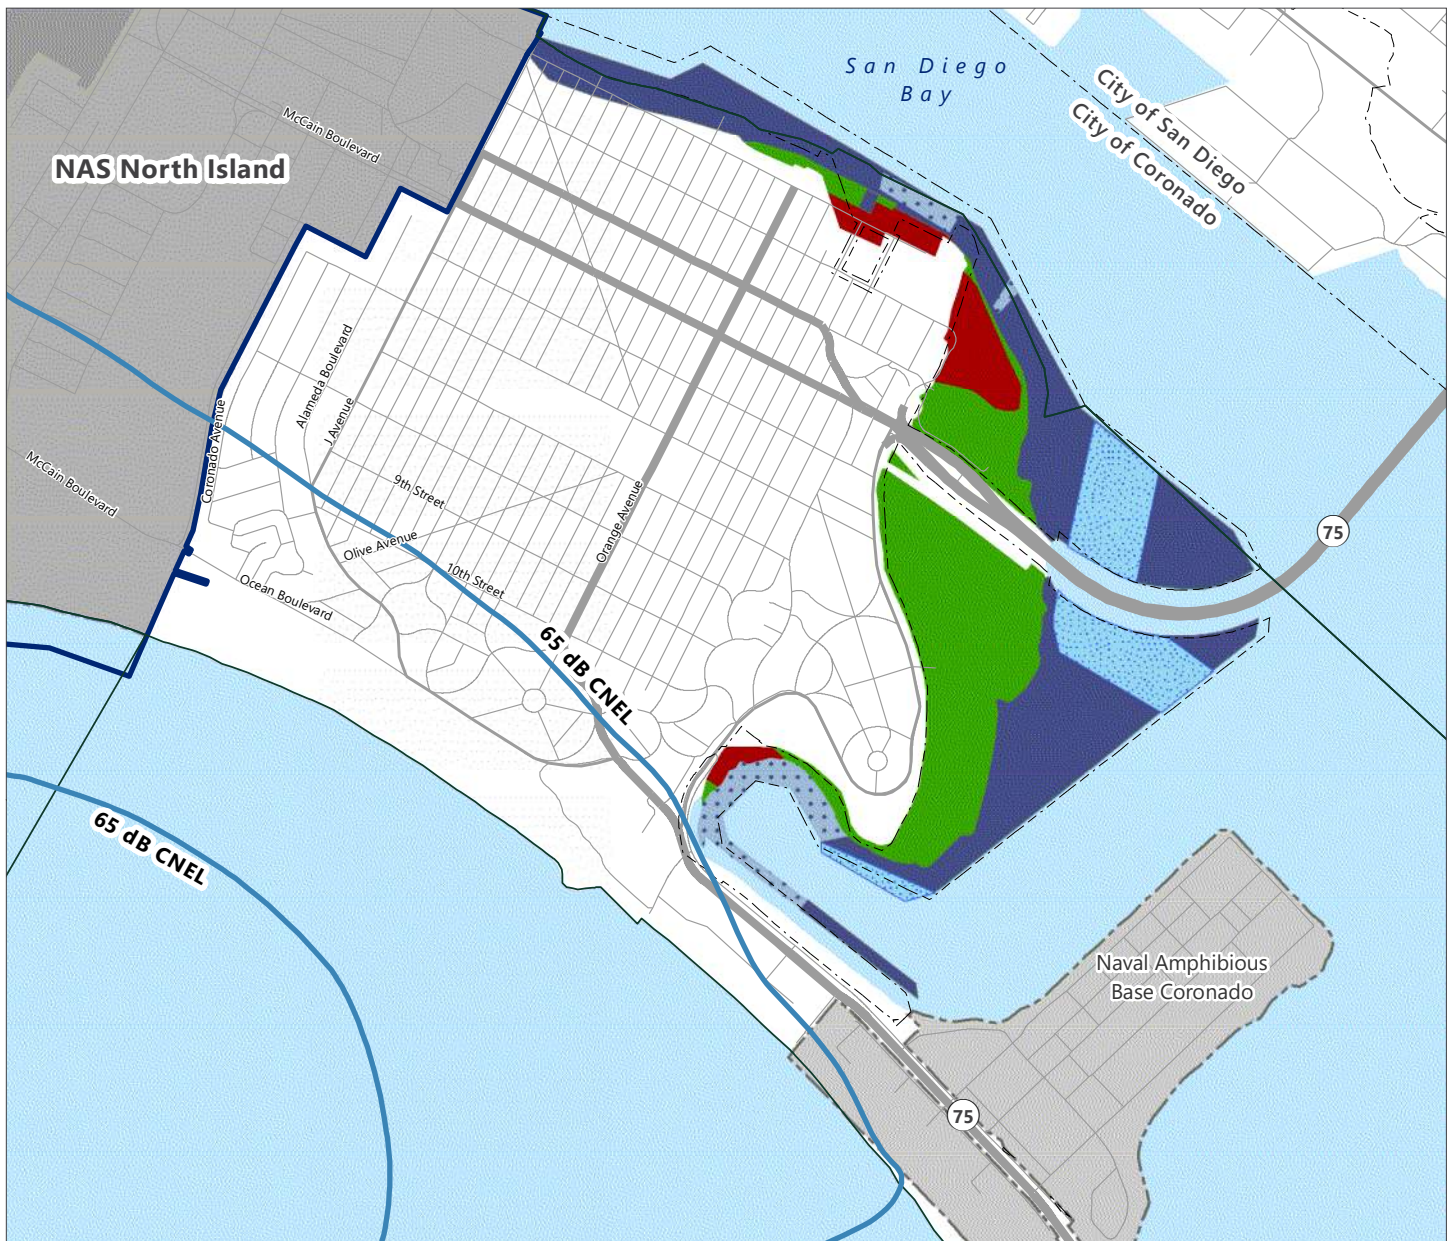 San Diego
Bay
City of San Diego
City of Coronado
McCain Boulevard
NAS North Island
Alameda Boulevard
J Avenue
Coronado Avenue
McCain Boulevard
9th Street
Orange Avenue
75
Olive Avenue
10th Street
Ocean Boulevard
65 dB CNEL
65 dB CNEL
Naval Amphibious
Base Coronado
75